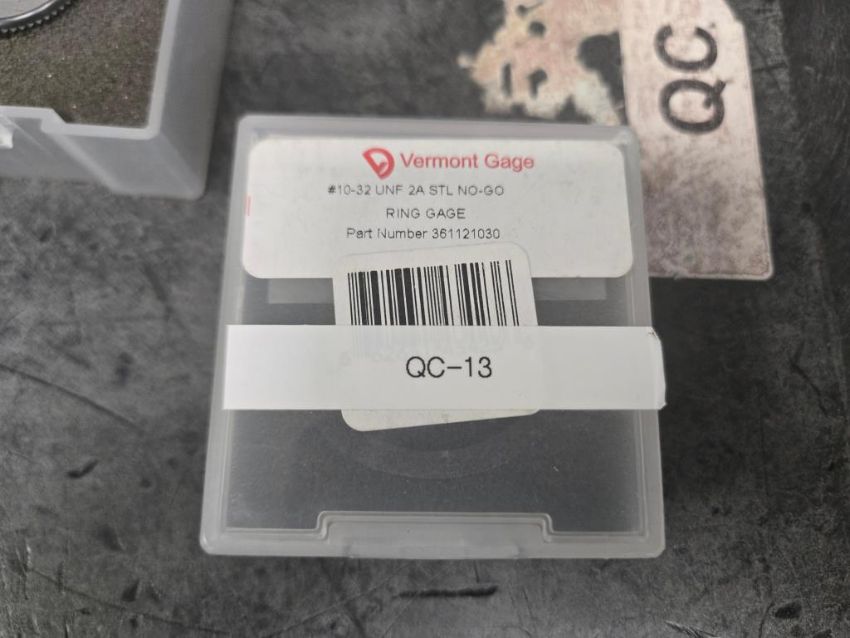 QC
Vermont Gage
#10-32 UNF 2A STL NO-GO
RING GAGE
Part Number 361121030
QC-13